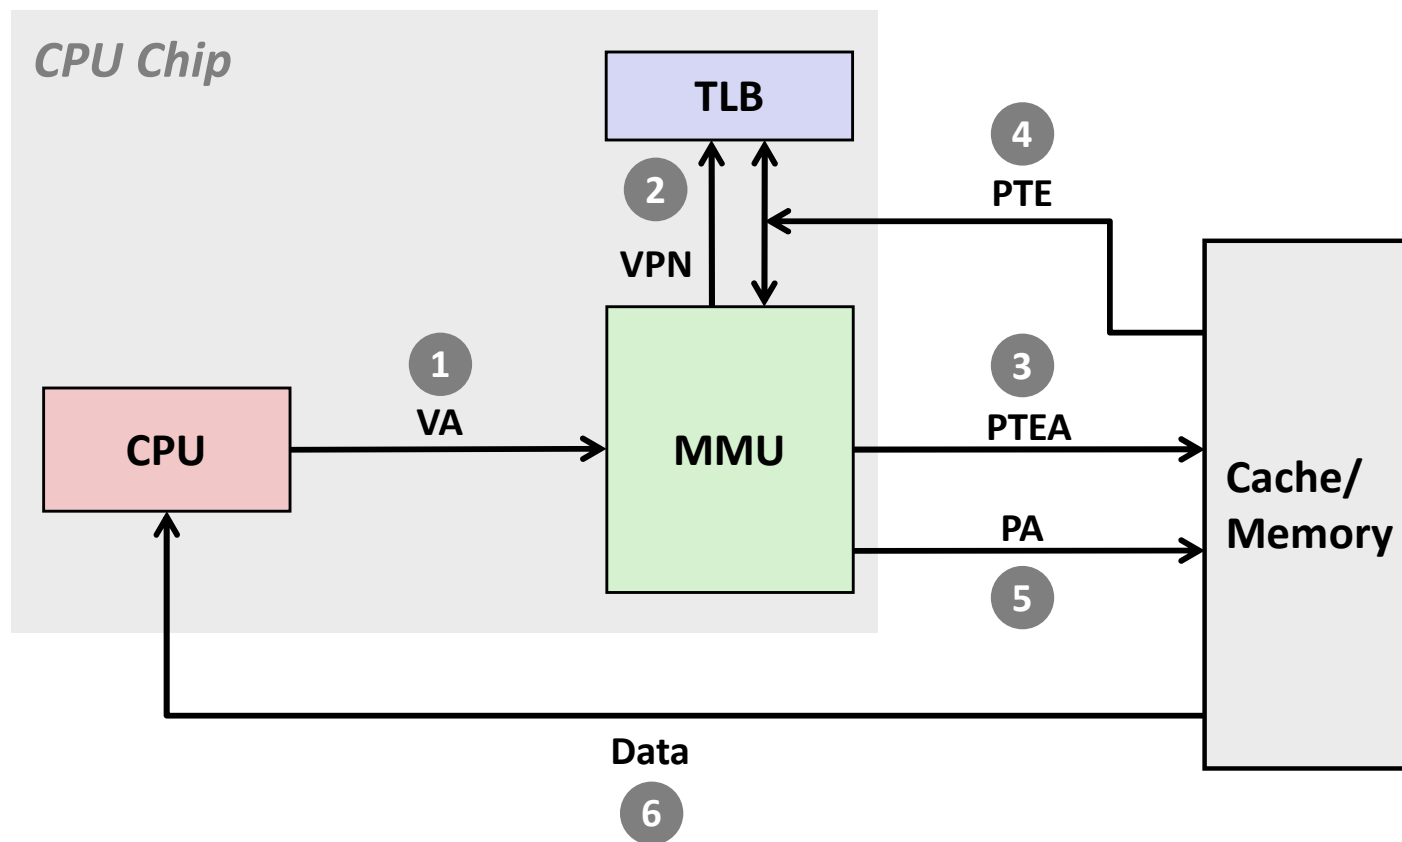 CPU Chip
TLB
4
PTE
2
VPN
1
VA
3
PTEA
CPU
MMU
Cache/
Memory
PA
5
Data
6